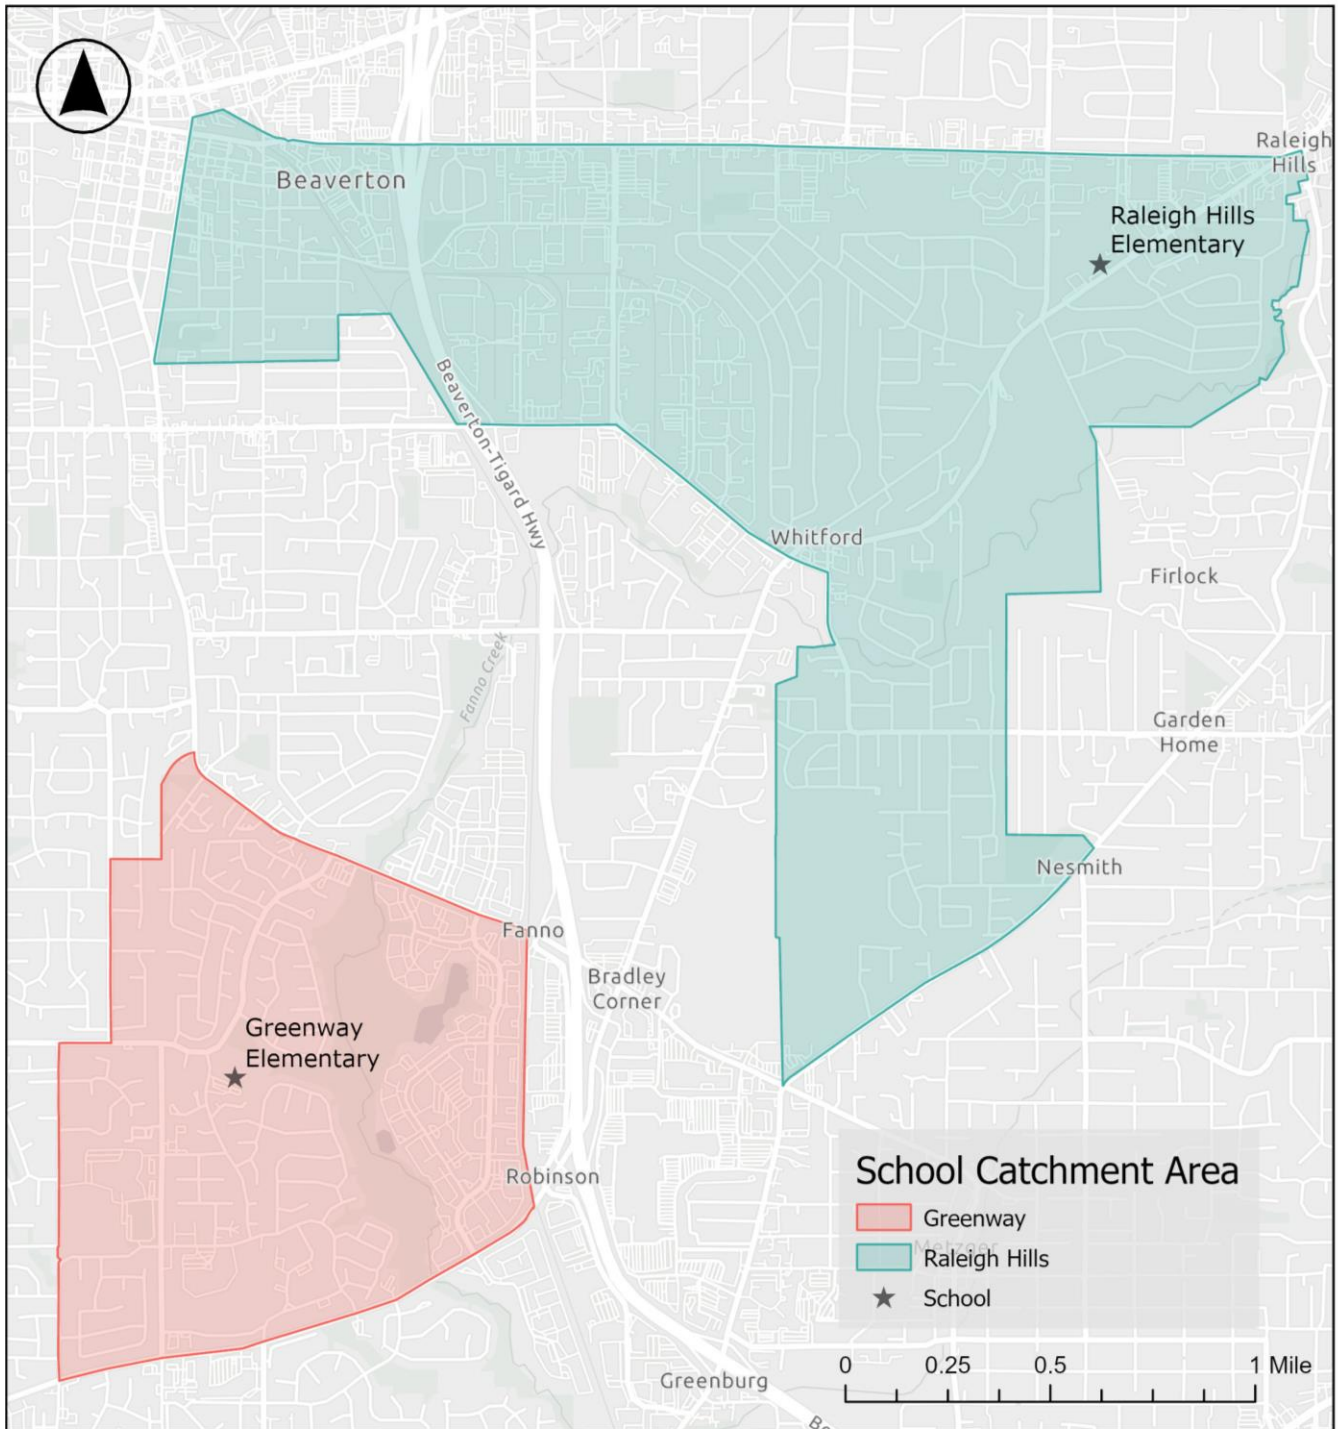 Raleigh
Hills
Beaverton
Raleigh Hills
Elementary
Beaverton-Tigard Hwy
Whitford
Firlock
Fanno Creek
Garden
Home
Nesmith
Fanno
Bradley
Corner
Greenway
Elementary
Robinson
School Catchment Area
Greenway
Metzger
Raleigh Hills
School
0 0.25 0.5 1 Mile
Greenburg